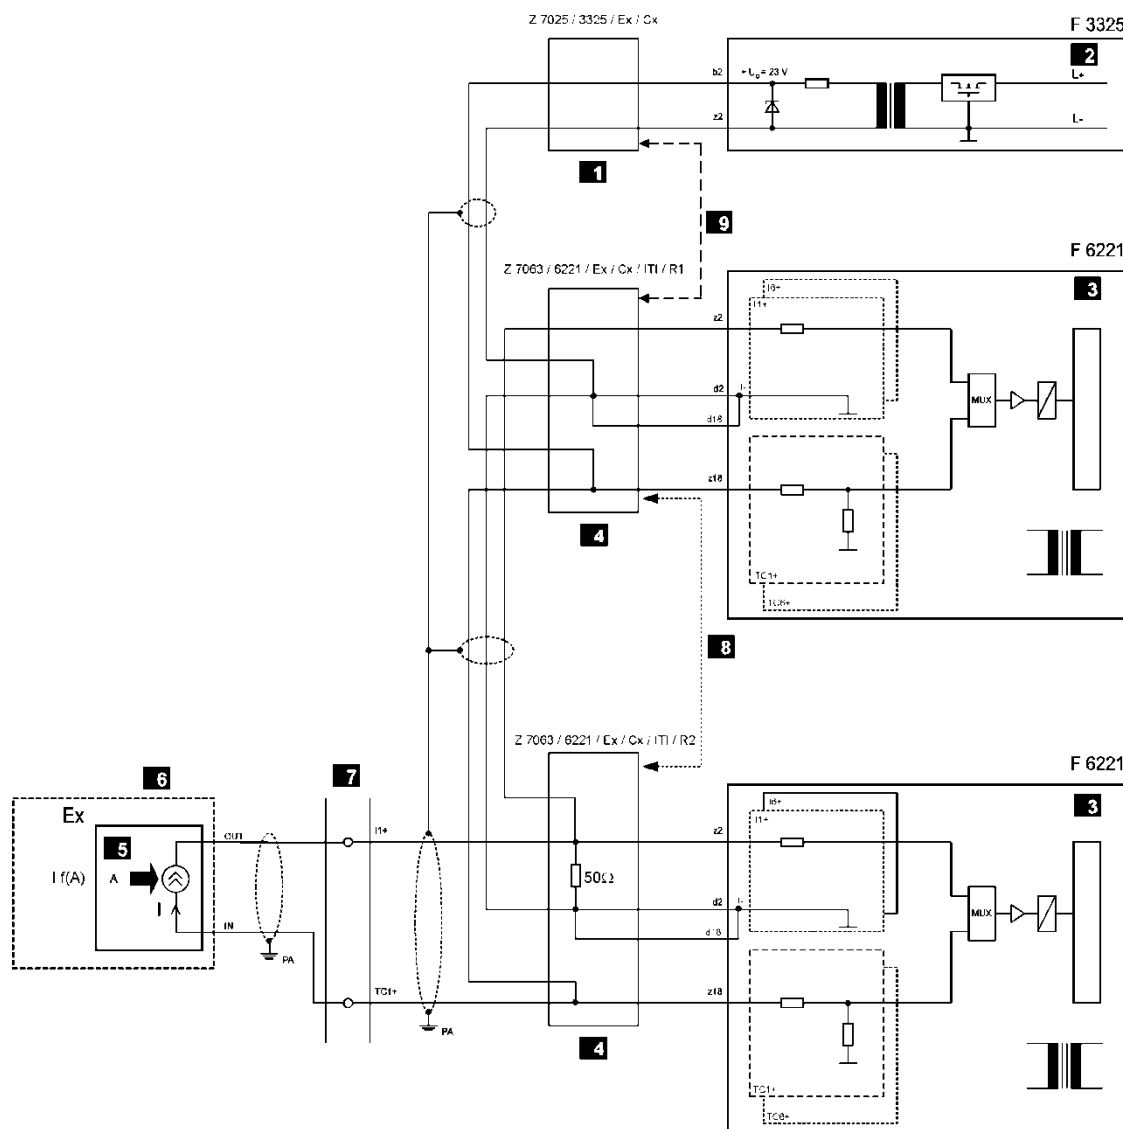 Z 7025 / 3325 / Ex / Cx
F 3325
2
b2
+ U₀ = 23 V
L+
z2
L-
1
9
Z 7063 / 6221 / Ex / Cx / ITI / R1
F 6221
3
I6+
I1+
z2
d2
I-
MUX
d18
z18
4
TC1+
TC6+
8
Z 7063 / 6221 / Ex / Cx / ITI / R2
F 6221
6
7
3
Ex
I6+
I1+
OUT
I1+
z2
5
I f(A)
A
50Ω
I
d2
I-
MUX
IN
d18
PA
TC1+
z18
PA
4
TC1+
TC6+